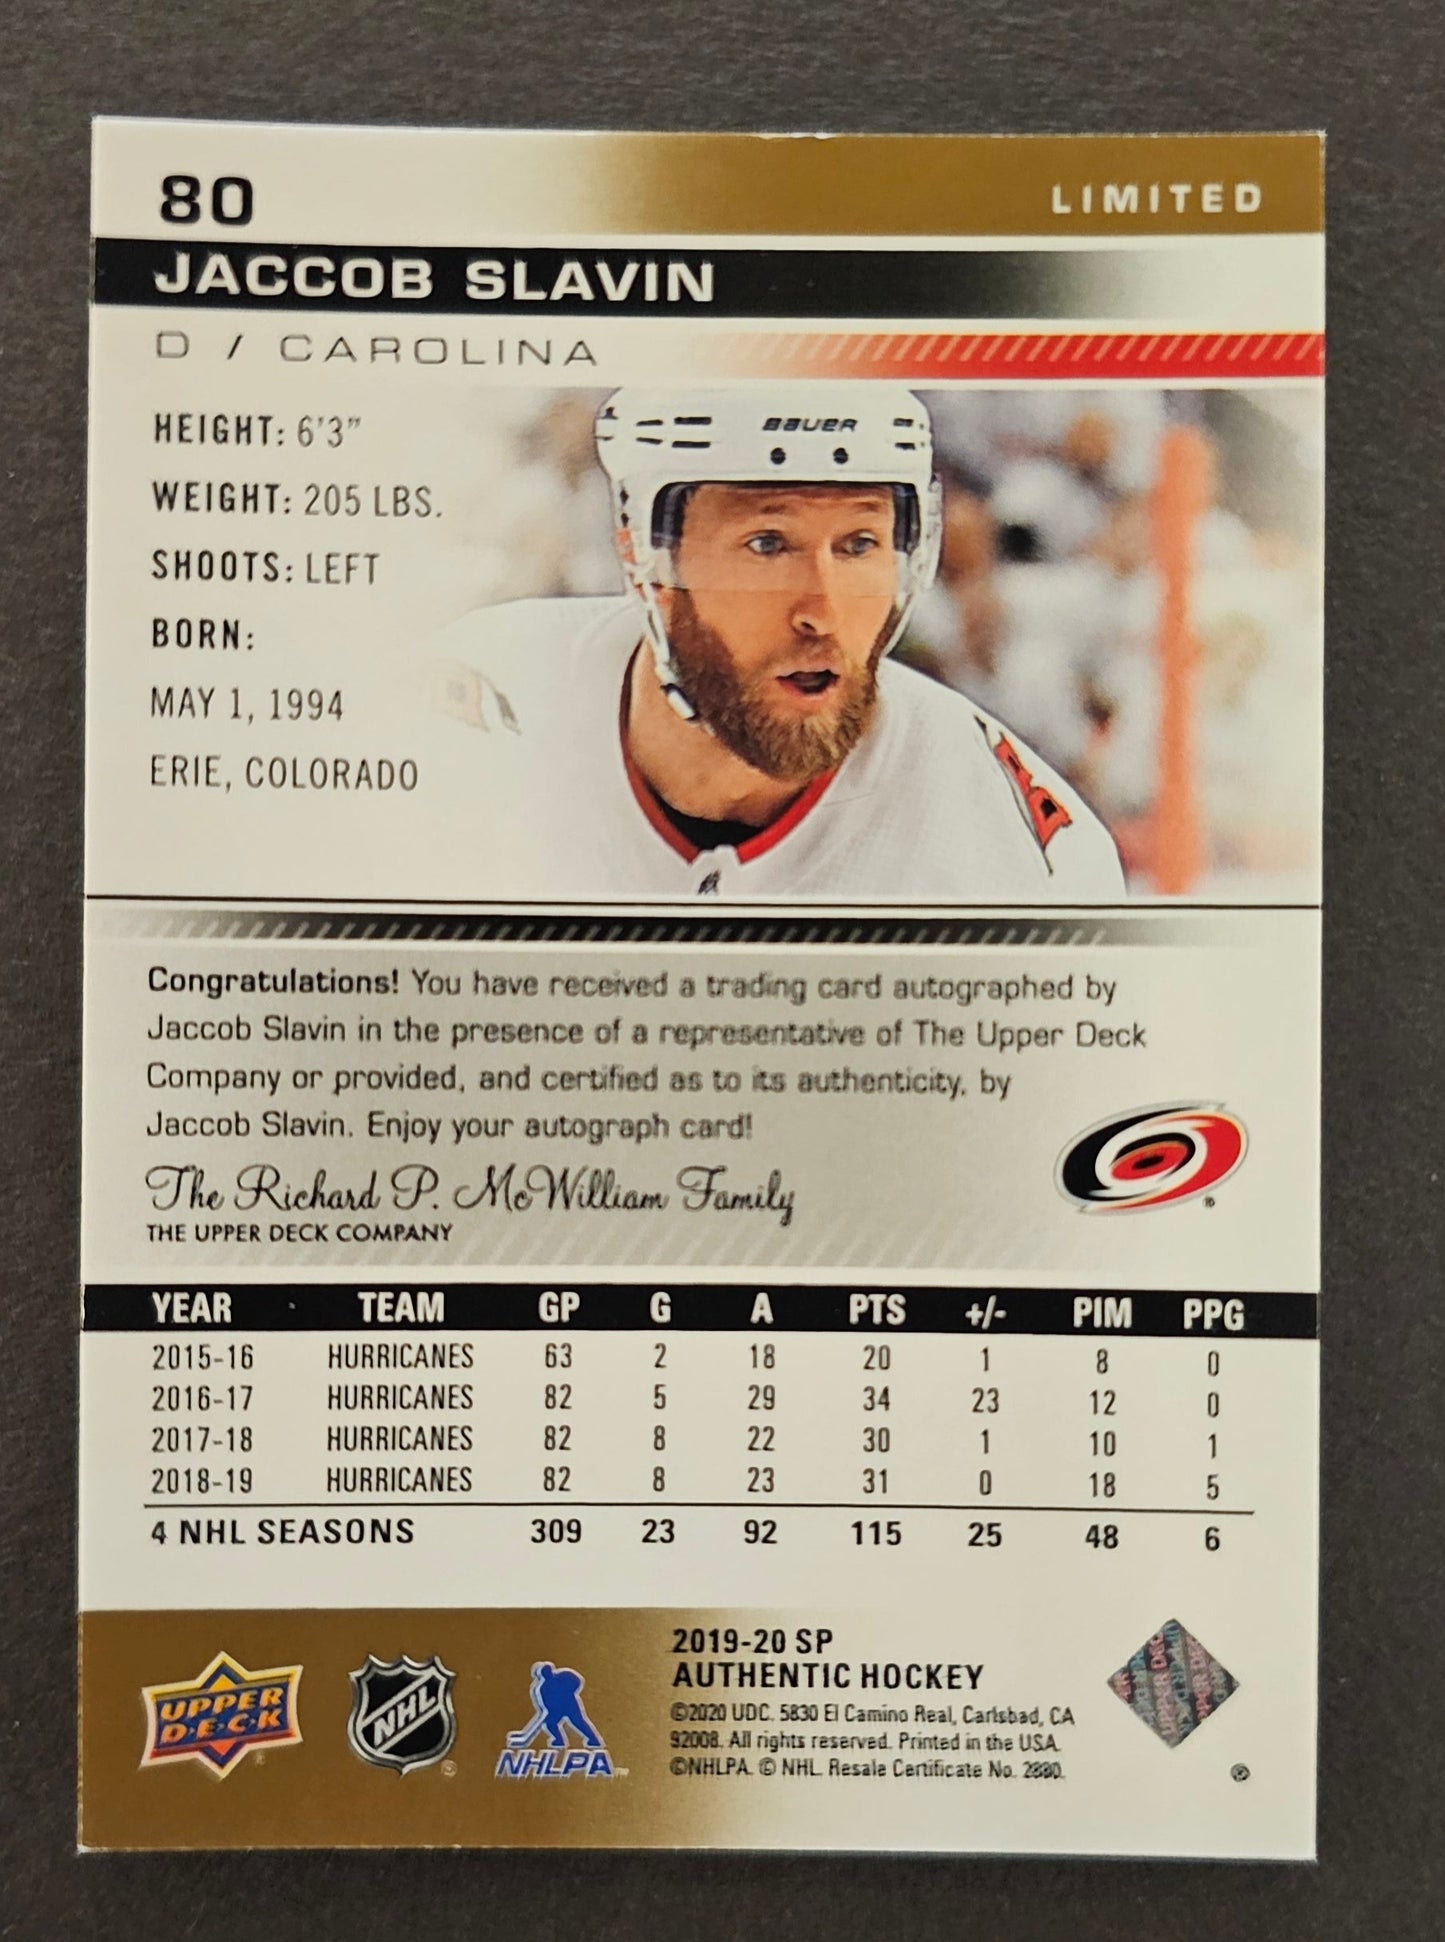 80
LIMITED
JACCOB SLAVIN
D / CAROLINA
HEIGHT: 6'3"
WEIGHT: 205 LBS.
SHOOTS: LEFT
BORN:
MAY 1, 1994
ERIE, COLORADO
BAUER
Congratulations! You have received a trading card autographed by
Jaccob Slavin in the presence of a representative of The Upper Deck
Company or provided, and certified as to its authenticity, by
Jaccob Slavin. Enjoy your autograph card!
The Richard P. McWilliam Family
THE UPPER DECK COMPANY
YEAR TEAM GP G A PTS +/- PIM PPG
2015-16 HURRICANES 63 2 18 20 1 8 0
2016-17 HURRICANES 82 5 29 34 23 12 0
2017-18 HURRICANES 82 8 22 30 1 10 1
2018-19 HURRICANES 82 8 23 31 0 18 5
4 NHL SEASONS 309 23 92 115 25 48 6
UPPER
D·E·C·K
NHL
NHLPA
2019-20 SP
AUTHENTIC HOCKEY
©2020 UDC. 5830 El Camino Real, Carlsbad, CA
92008. All rights reserved. Printed in the USA.
©NHLPA. © NHL. Resale Certificate No.